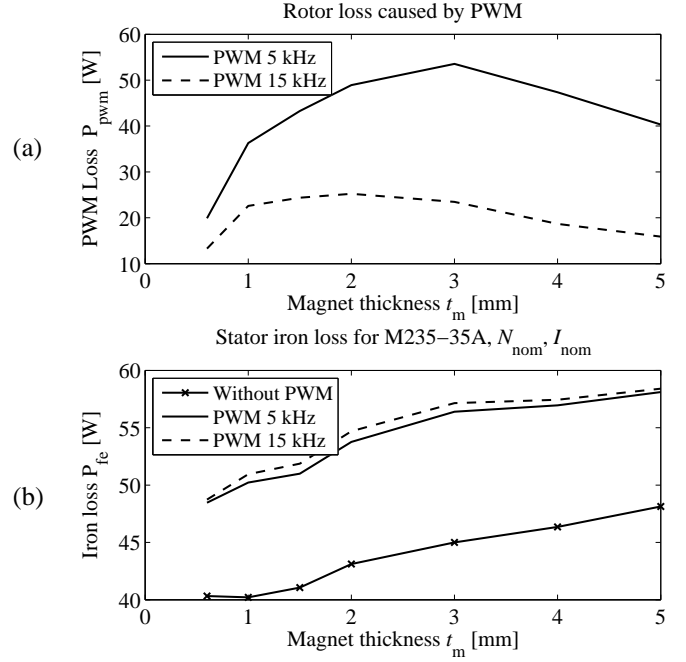 Rotor loss caused by PWM
60
50
40
30
20
10
PWM 5 kHz
PWM 15 kHz
(a)
PWM Loss P_pwm [W]
0 1 2 3 4 5
Magnet thickness t_m [mm]
Stator iron loss for M235−35A, N_nom, I_nom
60
55
50
45
40
Without PWM
PWM 5 kHz
PWM 15 kHz
(b)
Iron loss P_fe [W]
0 1 2 3 4 5
Magnet thickness t_m [mm]